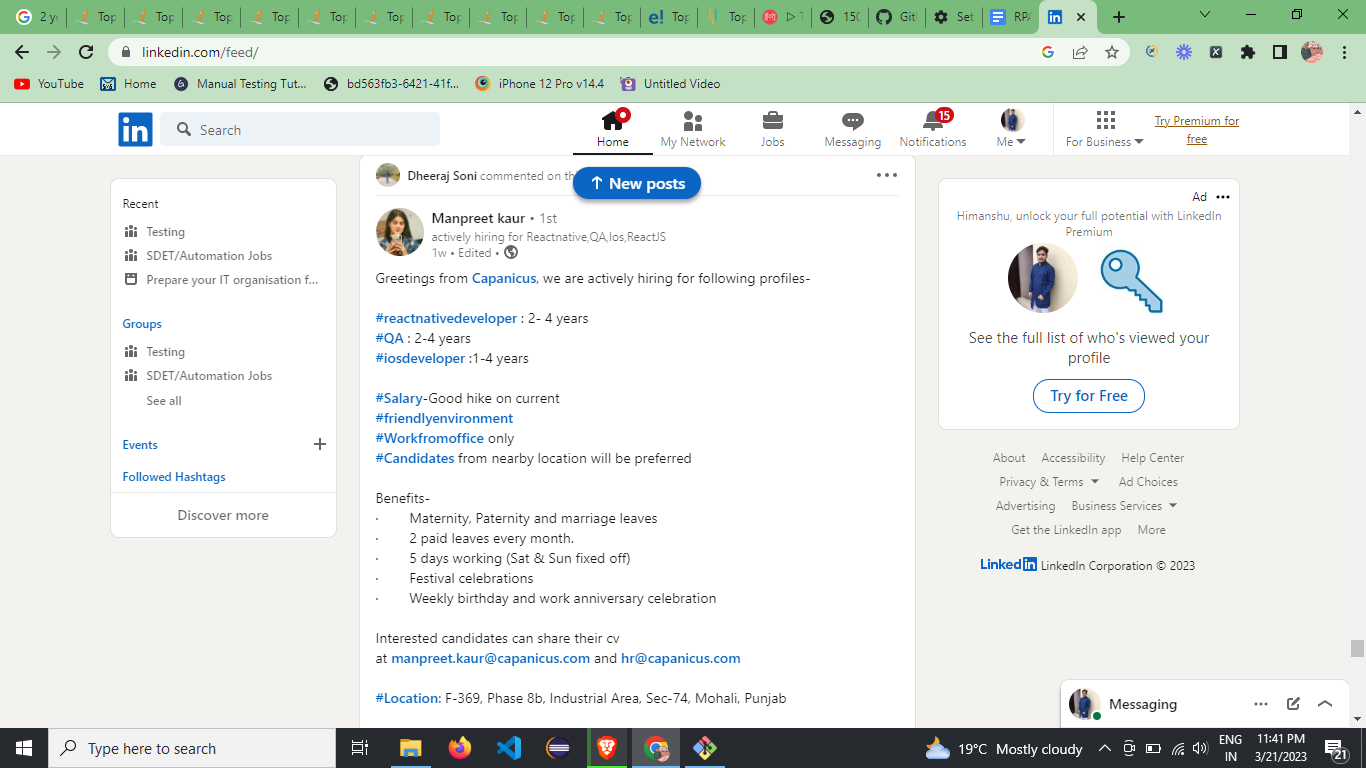 2 ye
Top
Top
Top
Top
Top
Top
Top
Top
Top
Top
Top
Top
150
Git
Set
RPA
linkedin.com/feed/
YouTube
Home
Manual Testing Tut...
bd563fb3-6421-41f...
iPhone 12 Pro v14.4
Untitled Video
in
Search
Home
My Network
Jobs
Messaging
15
Notifications
Me
For Business
Try Premium for
free
Recent
Testing
SDET/Automation Jobs
Prepare your IT organisation f...
Groups
Testing
SDET/Automation Jobs
See all
Events
Followed Hashtags
Discover more
Dheeraj Soni commented on
New posts
Manpreet kaur • 1st
actively hiring for Reactnative,QA,Ios,ReactJS
1w • Edited •
Greetings from Capanicus, we are actively hiring for following profiles-
#reactnativedeveloper : 2- 4 years
#QA : 2-4 years
#iosdeveloper :1-4 years
#Salary-Good hike on current
#friendlyenvironment
#Workfromoffice only
#Candidates from nearby location will be preferred
Benefits-
· Maternity, Paternity and marriage leaves
· 2 paid leaves every month.
· 5 days working (Sat & Sun fixed off)
· Festival celebrations
· Weekly birthday and work anniversary celebration
Interested candidates can share their cv
at manpreet.kaur@capanicus.com and hr@capanicus.com
#Location: F-369, Phase 8b, Industrial Area, Sec-74, Mohali, Punjab
Ad
Himanshu, unlock your full potential with LinkedIn
Premium
See the full list of who's viewed your
profile
Try for Free
About Accessibility Help Center
Privacy & Terms Ad Choices
Advertising Business Services
Get the LinkedIn app More
Linked in LinkedIn Corporation © 2023
Messaging
Type here to search
19°C Mostly cloudy
ENG
IN
11:41 PM
3/21/2023
21